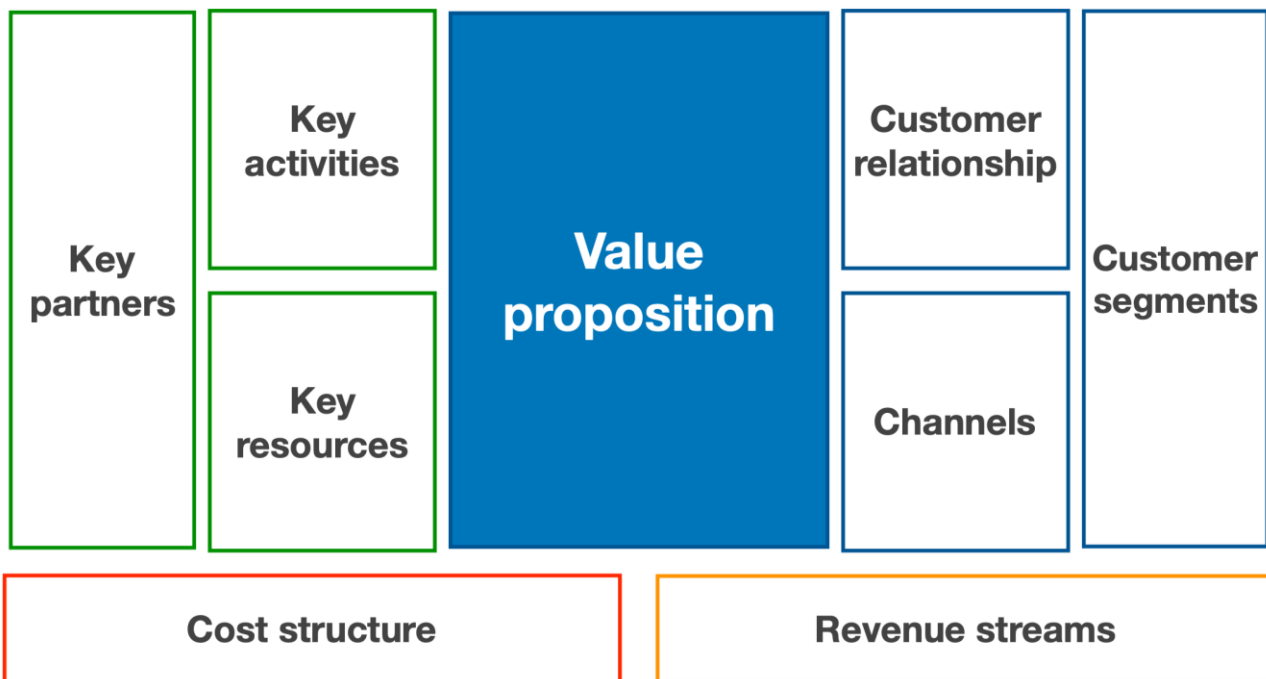 Key
partners
Key
activities
Key
resources
Value
proposition
Customer
relationship
Channels
Customer
segments
Cost structure
Revenue streams